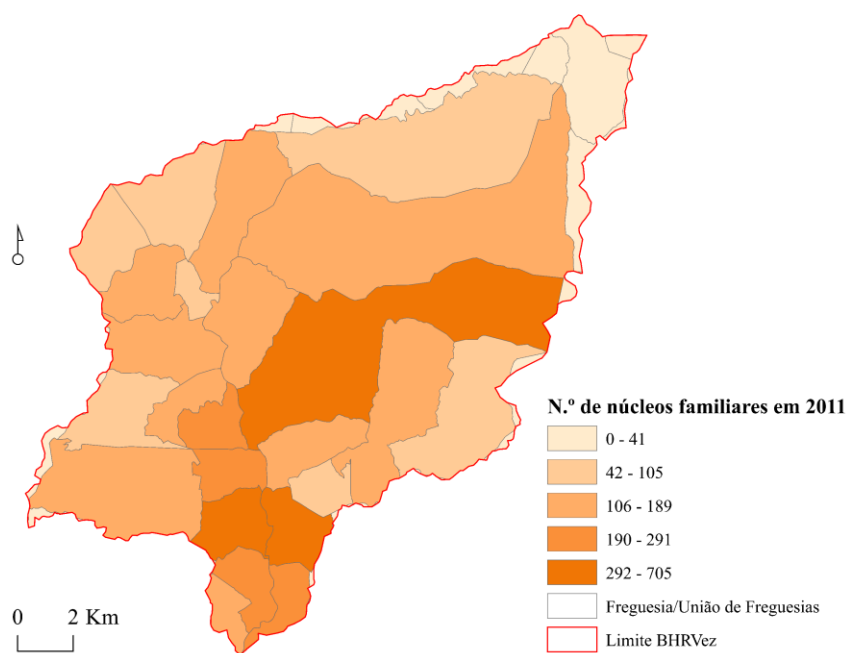 N.º de núcleos familiares em 2011
0 - 41
42 - 105
106 - 189
190 - 291
292 - 705
Freguesia/União de Freguesias
Limite BHRVez
0 2 Km